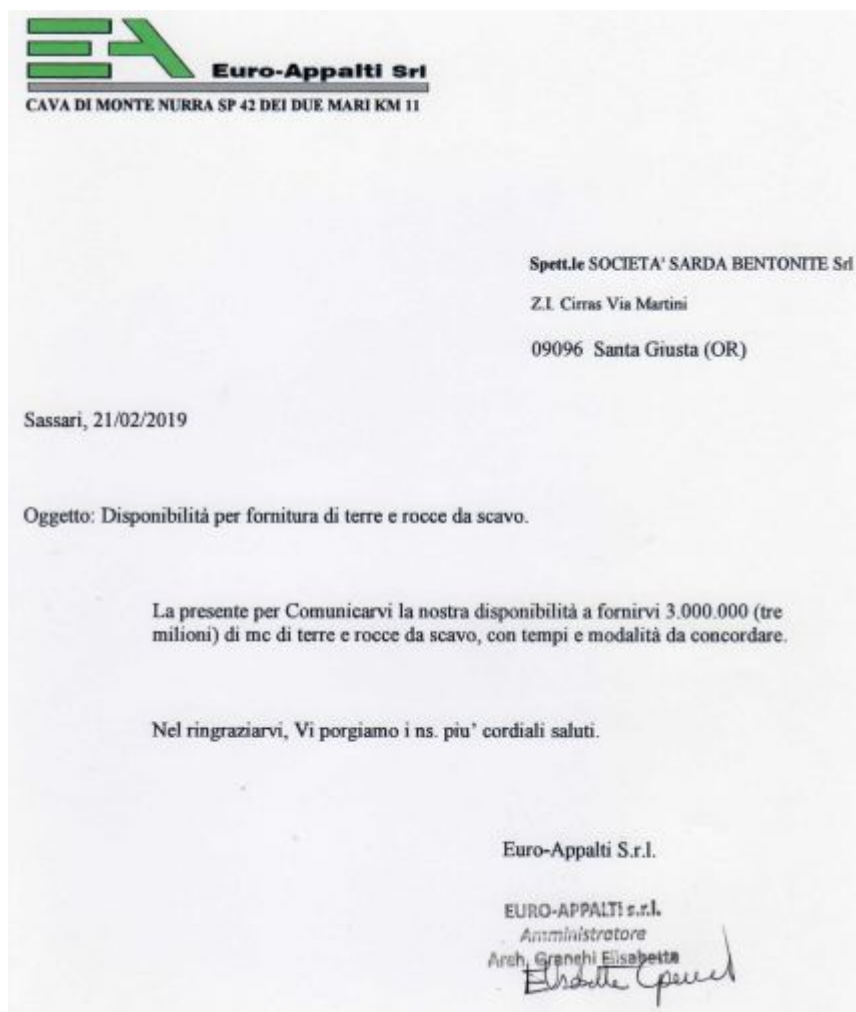 EA Euro-Appalti Srl
CAVA DI MONTE NURRA SP 42 DEI DUE MARI KM 11
Spett.le SOCIETA' SARDA BENTONITE Srl
Z.I. Cirras Via Martini
09096 Santa Giusta (OR)
Sassari, 21/02/2019
Oggetto: Disponibilità per fornitura di terre e rocce da scavo.
La presente per Comunicarvi la nostra disponibilità a fornirvi 3.000.000 (tre
milioni) di mc di terre e rocce da scavo, con tempi e modalità da concordare.
Nel ringraziarvi, Vi porgiamo i ns. piu' cordiali saluti.
Euro-Appalti S.r.l.
EURO-APPALTI s.r.l.
Amministratore
Arch. Granchi Elisabetta
Elisabetta